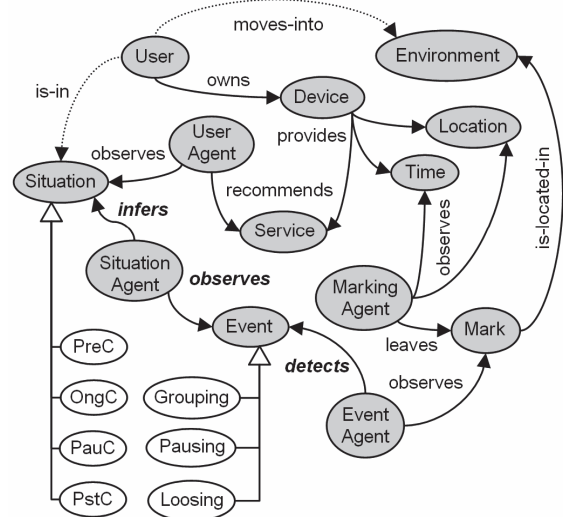 moves-into
User
Environment
is-in
owns
Device
User
Agent
provides
Location
observes
Time
Situation
recommends
is-located-in
infers
Service
observes
Situation
Agent
observes
Marking
Agent
Event
Mark
leaves
PreC
detects
observes
OngC
Grouping
Event
Agent
PauC
Pausing
PstC
Loosing